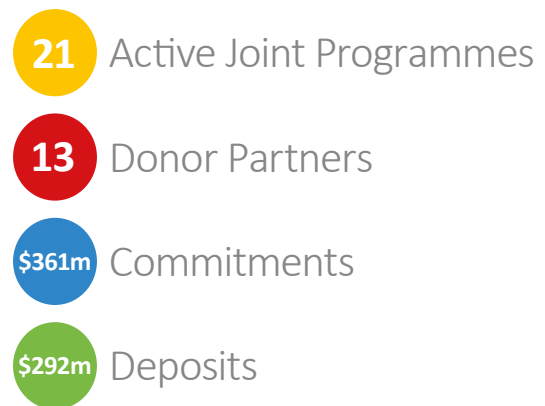 21 Active Joint Programmes
13 Donor Partners
$361m Commitments
$292m Deposits